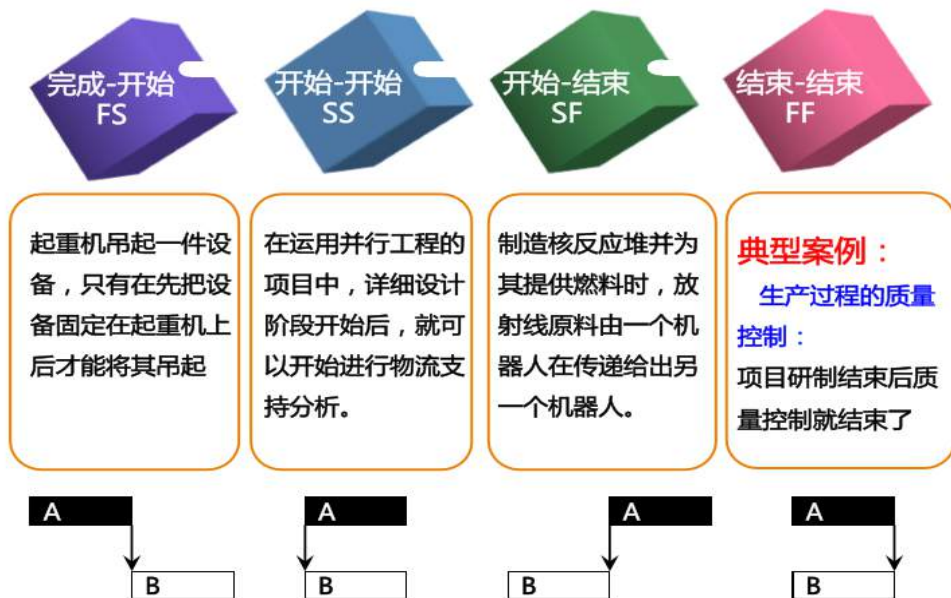 完成-开始
FS
开始-开始
SS
开始-结束
SF
结束-结束
FF
起重机吊起一件设
备，只有在先把设
备固定在起重机上
后才能将其吊起
在运用并行工程的
项目中，详细设计
阶段开始后，就可
以开始进行物流支
持分析。
制造核反应堆并为
其提供燃料时，放
射线原料由一个机
器人在传递给出另
一个机器人。
典型案例：
生产过程的质量
控制：
项目研制结束后质
量控制就结束了
A
B
A
B
A
B
A
B